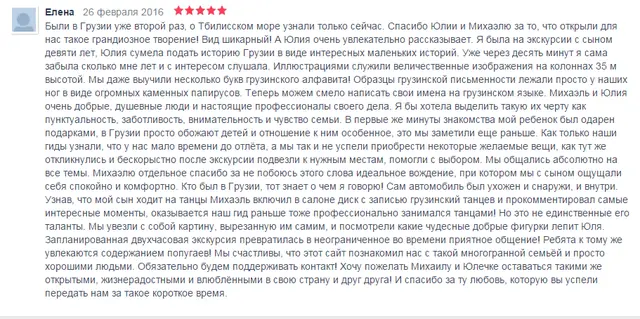 Елена 26 февраля 2016
Были в Грузии уже второй раз, о Тбилисском море узнали только сейчас. Спасибо Юлии и Михаэлю за то, что открыли для
нас такое грандиозное творение! Вид шикарный! А Юлия очень увлекательно рассказывает. Я была на экскурсии с сыном
девяти лет, Юлия сумела подать историю Грузии в виде интересных маленьких историй. Уже через десять минут я сама
забыла сколько мне лет и с интересом слушала. Иллюстрациями служили величественные изображения на колоннах 35 м
высотой. Мы даже выучили несколько букв грузинского алфавита! Образцы грузинской письменности лежали просто у наших
ног в виде огромных каменных папирусов. Теперь можем смело написать свои имена на грузинском языке. Михаэль и Юлия
очень добрые, душевные люди и настоящие профессионалы своего дела. Я бы хотела выделить такую их черту как
пунктуальность, заботливость, внимательность и чувство семьи. В первые же минуты знакомства мой ребенок был одарен
подарками, в Грузии просто обожают детей и отношение к ним особенное, это мы заметили еще раньше. Как только наши
гиды узнали, что у нас мало времени до отлёта, а мы так и не успели приобрести некоторые желаемые вещи, как тут же
откликнулись и бескорыстно после экскурсии подвезли к нужным местам, помогли с выбором. Мы общались абсолютно на
все темы. Михаэлю отдельное спасибо за не побоюсь этого слова идеальное вождение, при котором мы с сыном ощущали
себя спокойно и комфортно. Кто был в Грузии, тот знает о чем я говорю! Сам автомобиль был ухожен и снаружи, и внутри.
Узнав, что мой сын ходит на танцы Михаэль включил в салоне диск с записью грузинский танцев и прокомментировал самые
интересные моменты, оказывается наш гид раньше тоже профессионально занимался танцами! Но это не единственные его
таланты. Мы увезли с собой картину, вырезанную им самим, и посмотрели какие чудесные добрые фигурки лепит Юля.
Запланированная двухчасовая экскурсия превратилась в неограниченное во времени приятное общение! Ребята к тому же
увлекаются содержанием попугаев! Мы счастливы, что этот сайт познакомил нас с такой многогранной семьёй и просто
хорошими людьми. Обязательно будем поддерживать контакт! Хочу пожелать Михаилу и Юлечке оставаться такими же
открытыми, жизнерадостными и влюблёнными в свою страну и друг друга! И спасибо за ту любовь, которую вы успели
передать нам за такое короткое время.